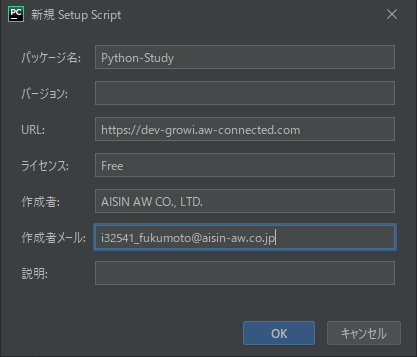 PC
新規 Setup Script
パッケージ名: Python-Study
バージョン:
URL: https://dev-growi.aw-connected.com
ライセンス: Free
作成者: AISIN AW CO., LTD.
作成者メール: i32541_fukumoto@aisin-aw.co.jp
説明:
OK キャンセル